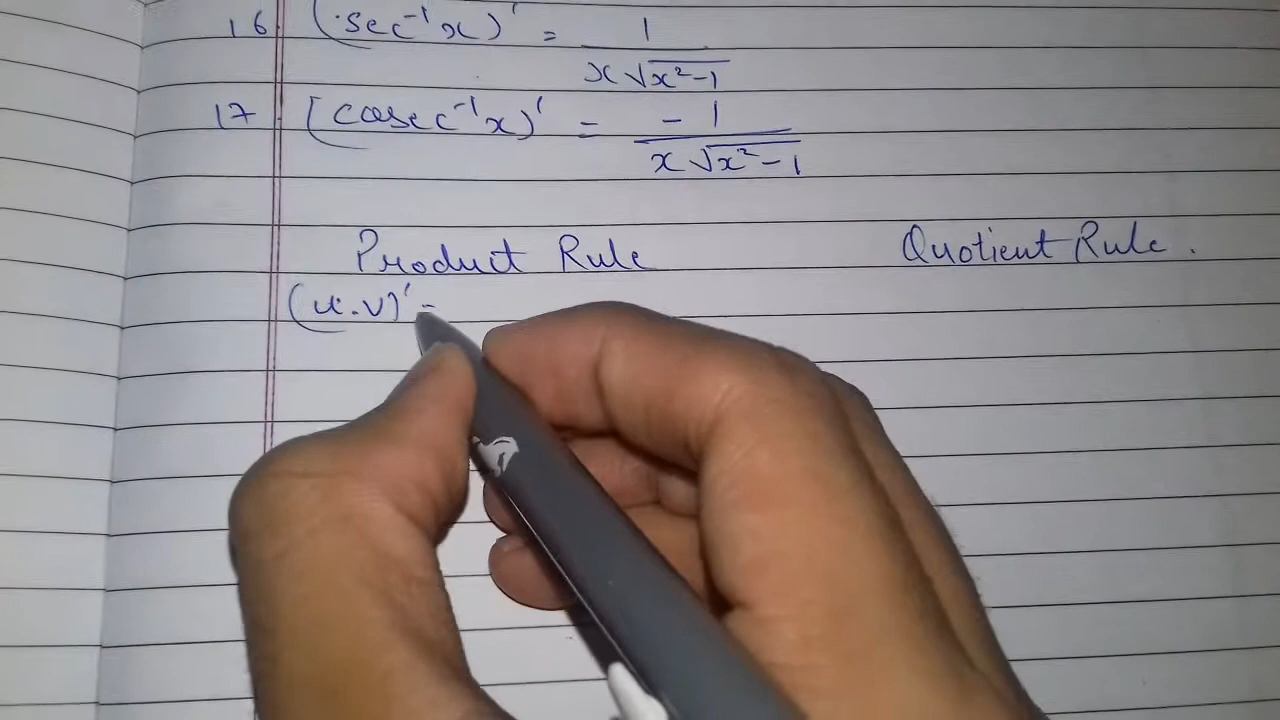 16. (sec⁻¹x)' = 1 / x√x²-1
17. [cosec⁻¹x)' = -1 / x√x²-1
Product Rule Quotient Rule.
(u.v)' =